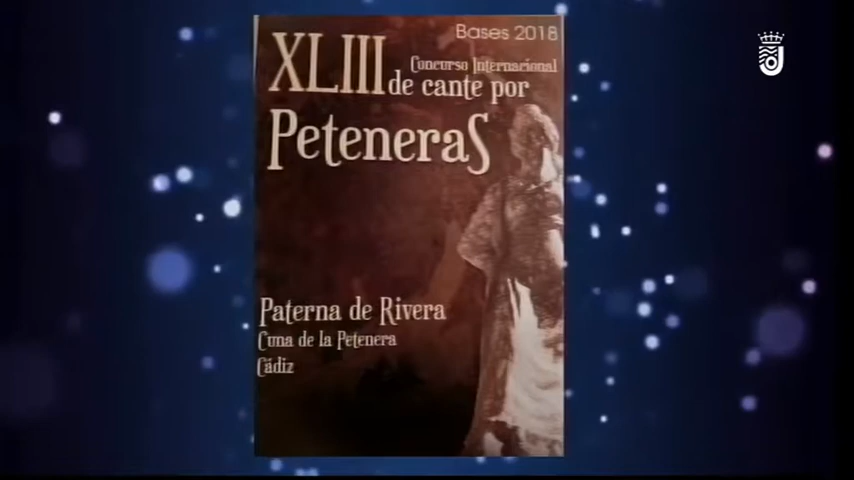 Bases 2018
XLIII Concurso Internacional
de cante por
Peteneras
Paterna de Rivera
Cuna de la Petenera
Cádiz